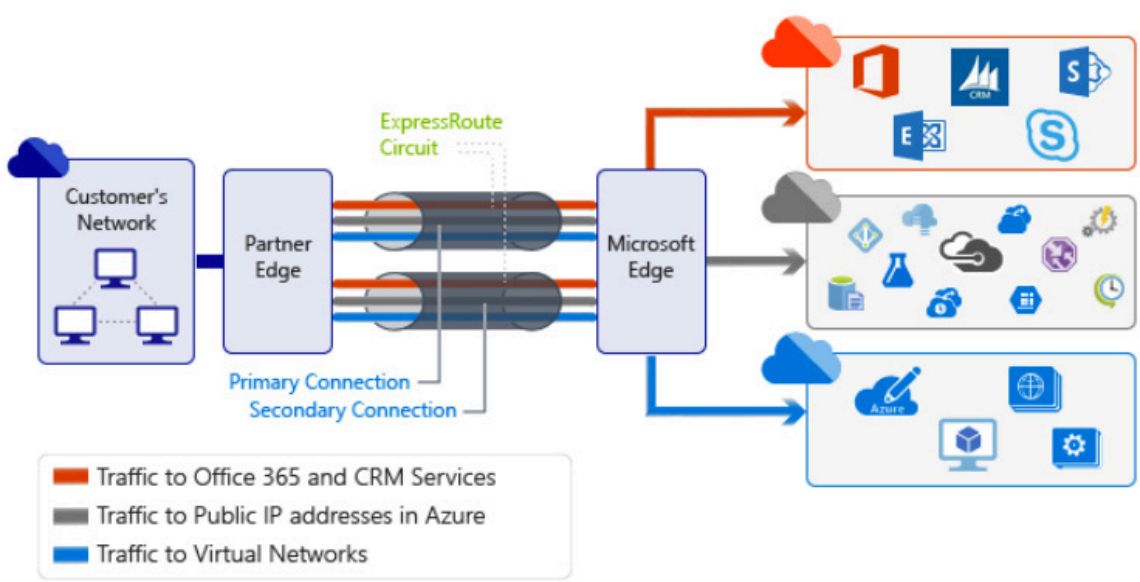 ExpressRoute
Circuit
Customer's
Network
Partner
Edge
Microsoft
Edge
CRM
S
E
S
Azure
Primary Connection
Secondary Connection
Traffic to Office 365 and CRM Services
Traffic to Public IP addresses in Azure
Traffic to Virtual Networks